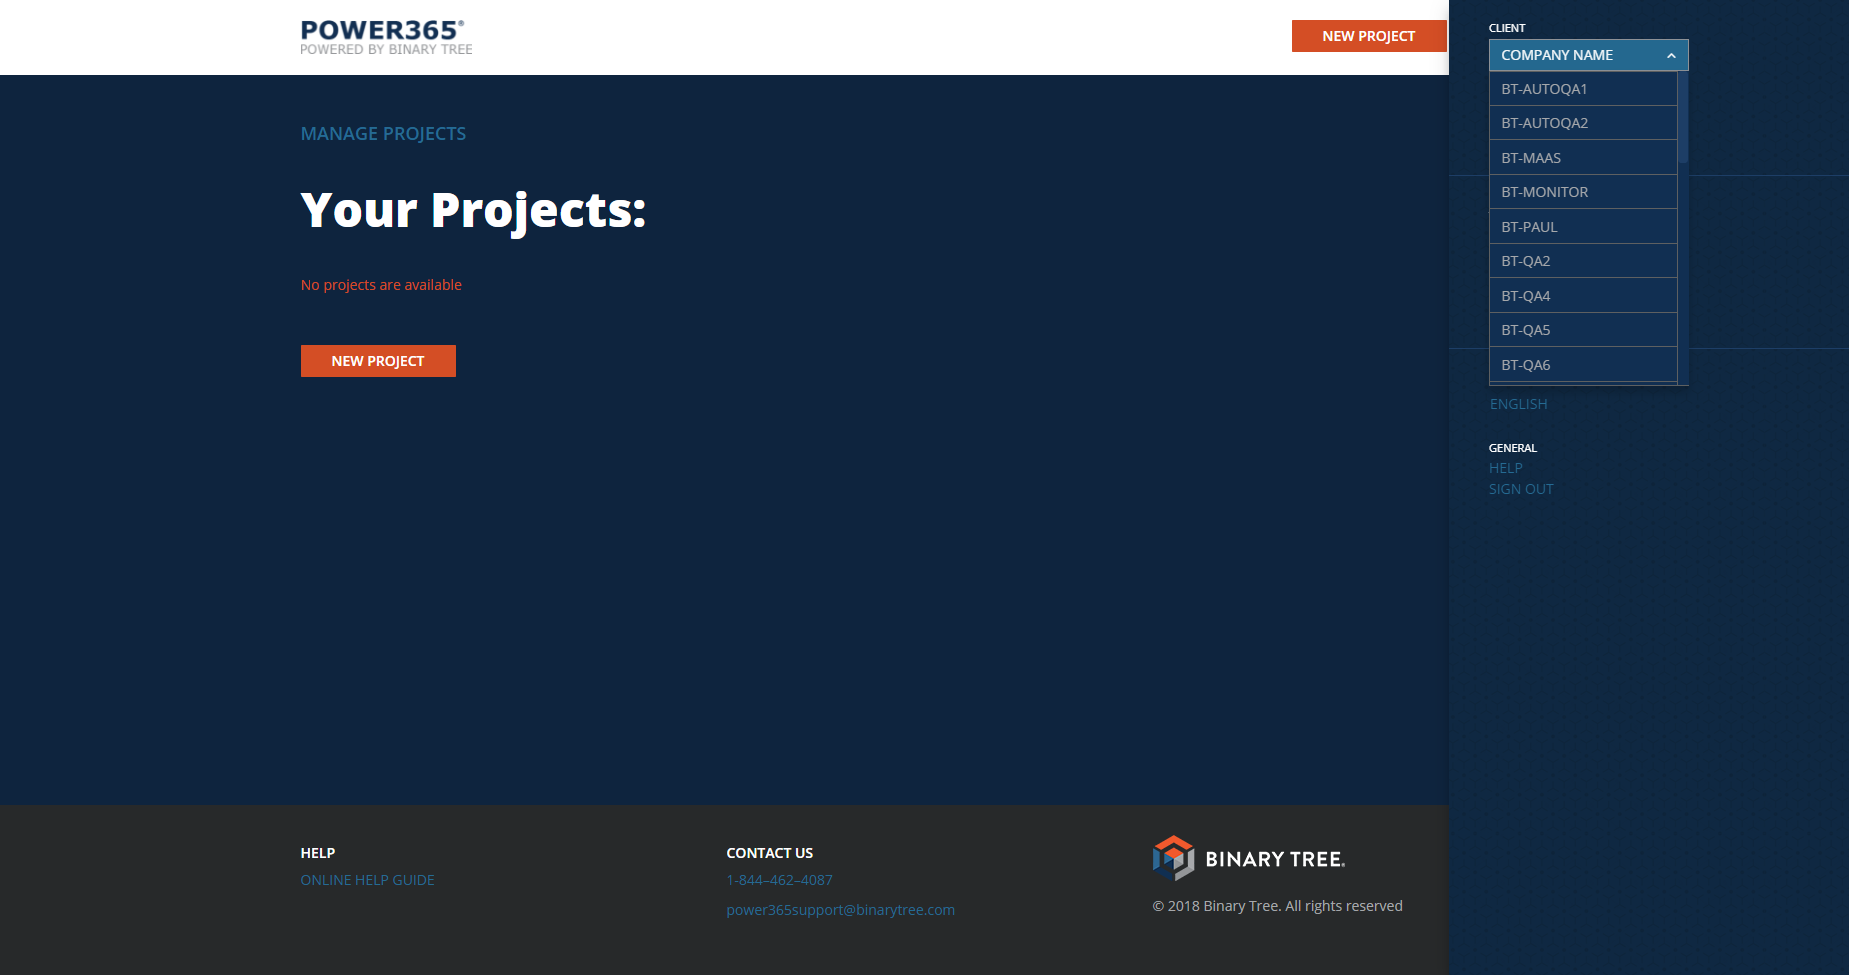 POWER365®
POWERED BY BINARY TREE
NEW PROJECT
MANAGE PROJECTS
Your Projects:
No projects are available
NEW PROJECT
CLIENT
COMPANY NAME
BT-AUTOQA1
BT-AUTOQA2
BT-MAAS
BT-MONITOR
BT-PAUL
BT-QA2
BT-QA4
BT-QA5
BT-QA6
ENGLISH
GENERAL
HELP
SIGN OUT
HELP
ONLINE HELP GUIDE
CONTACT US
1-844–462–4087
power365support@binarytree.com
BINARY TREE®
© 2018 Binary Tree. All rights reserved